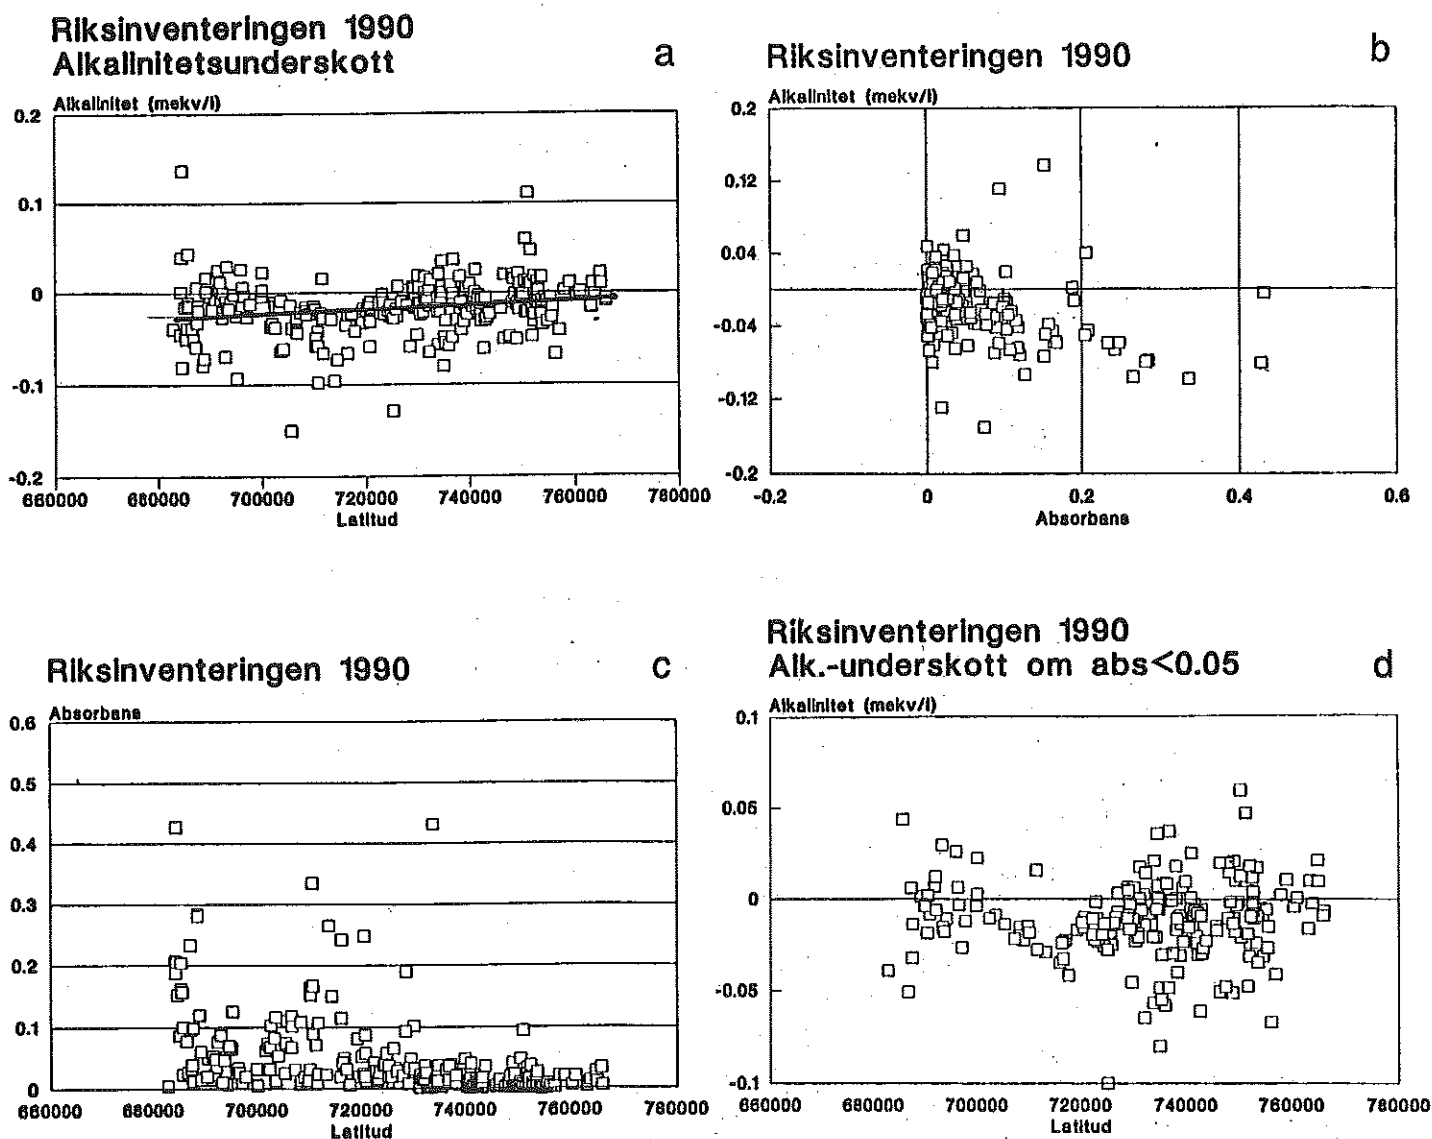 Riksinventeringen 1990
Alkalinitetsunderskott
a
Alkalinitet (mekv/l)
0.2
0.1
0
-0.1
-0.2
660000 680000 700000 720000 740000 760000 780000
Latitud
Riksinventeringen 1990
b
Alkalinitet (mekv/l)
0.2
0.12
0.04
-0.04
-0.12
-0.2
-0.2 0 0.2 0.4 0.6
Absorbans
Riksinventeringen 1990
c
Absorbans
0.6
0.5
0.4
0.3
0.2
0.1
0
660000 680000 700000 720000 740000 760000 780000
Latitud
Riksinventeringen 1990
Alk.-underskott om abs<0.05
d
Alkalinitet (mekv/l)
0.1
0.05
0
-0.05
-0.1
660000 680000 700000 720000 740000 760000 780000
Latitud